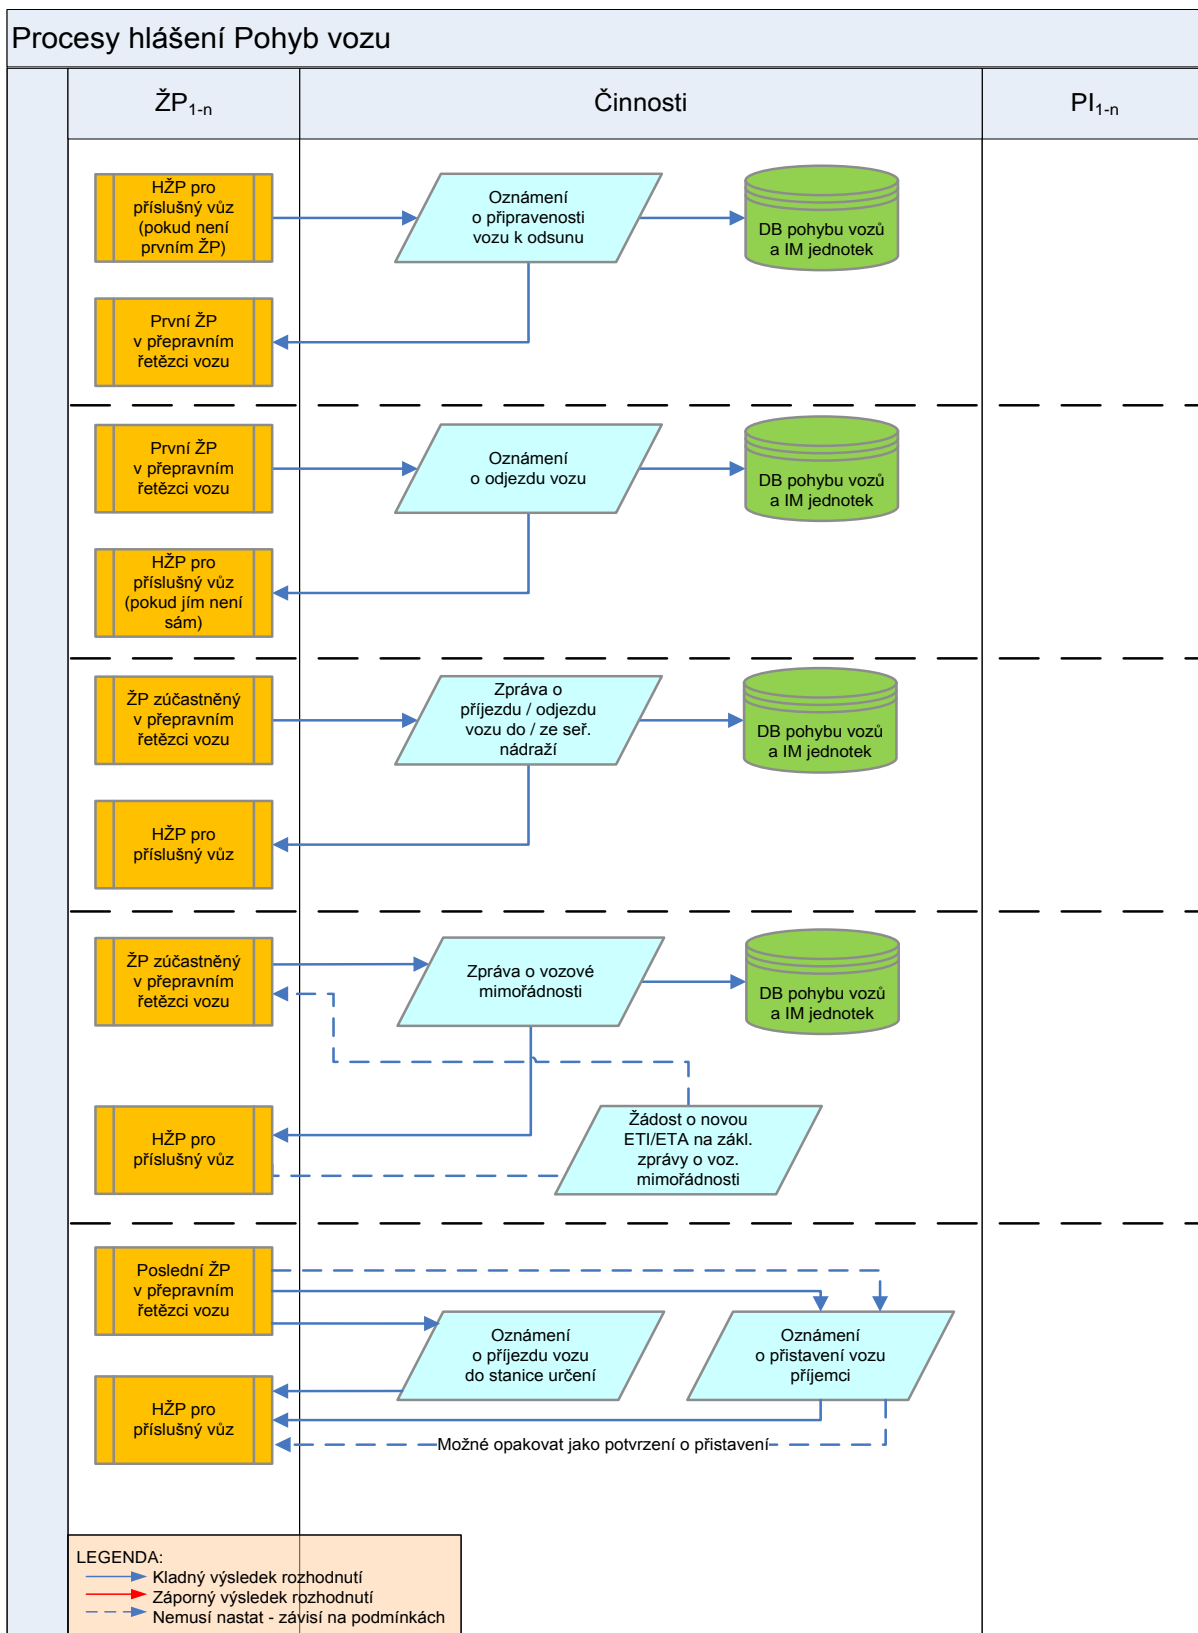 Procesy hlášení Pohyb vozu
ŽP1-n
Činnosti
PI1-n
HŽP pro
příslušný vůz
(pokud není
prvním ŽP)
Oznámení
o připravenosti
vozu k odsunu
DB pohybu vozů
a IM jednotek
První ŽP
v přepravním
řetězci vozu
První ŽP
v přepravním
řetězci vozu
Oznámení
o odjezdu vozu
DB pohybu vozů
a IM jednotek
HŽP pro
příslušný vůz
(pokud jím není
sám)
ŽP zúčastněný
v přepravním
řetězci vozu
Zpráva o
příjezdu / odjezdu
vozu do / ze seř.
nádraží
DB pohybu vozů
a IM jednotek
HŽP pro
příslušný vůz
ŽP zúčastněný
v přepravním
řetězci vozu
Zpráva o vozové
mimořádnosti
DB pohybu vozů
a IM jednotek
HŽP pro
příslušný vůz
Žádost o novou
ETI/ETA na zákl.
zprávy o voz.
mimořádnosti
Poslední ŽP
v přepravním
řetězci vozu
Oznámení
o příjezdu vozu
do stanice určení
Oznámení
o přistavení vozu
příjemci
HŽP pro
příslušný vůz
Možné opakovat jako potvrzení o přistavení
LEGENDA:
Kladný výsledek rozhodnutí
Záporný výsledek rozhodnutí
Nemusí nastat - závisí na podmínkách